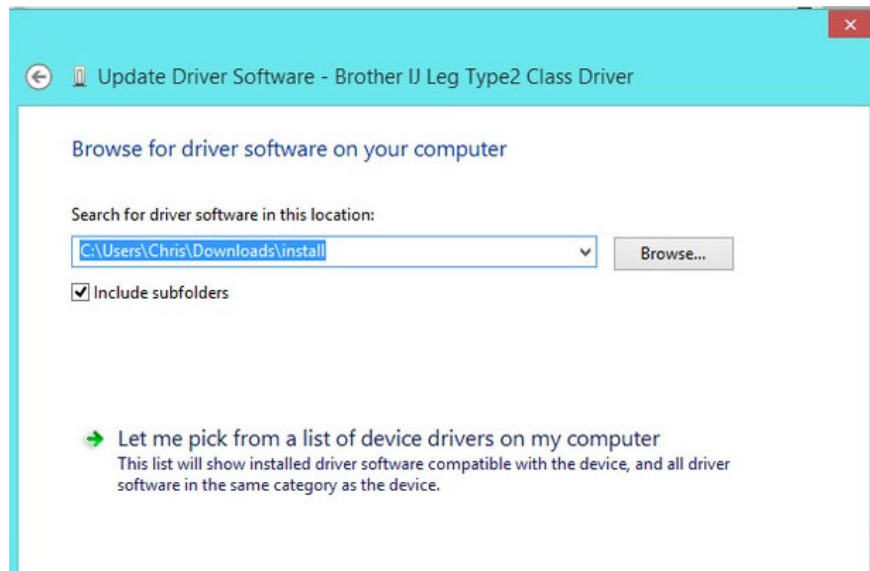 Update Driver Software - Brother IJ Leg Type2 Class Driver
Browse for driver software on your computer
Search for driver software in this location:
C:\Users\Chris\Downloads\install
Browse...
Include subfolders
Let me pick from a list of device drivers on my computer
This list will show installed driver software compatible with the device, and all driver
software in the same category as the device.